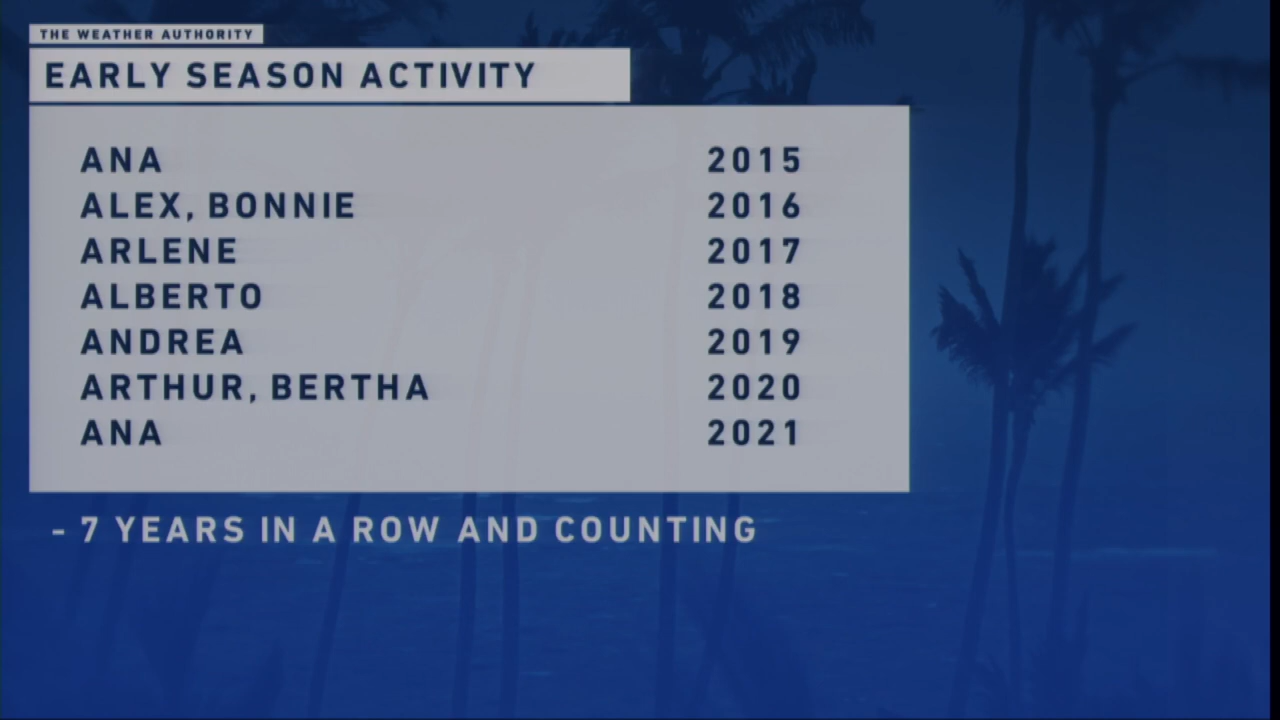 THE WEATHER AUTHORITY
EARLY SEASON ACTIVITY
ANA 2015
ALEX, BONNIE 2016
ARLENE 2017
ALBERTO 2018
ANDREA 2019
ARTHUR, BERTHA 2020
ANA 2021
- 7 YEARS IN A ROW AND COUNTING